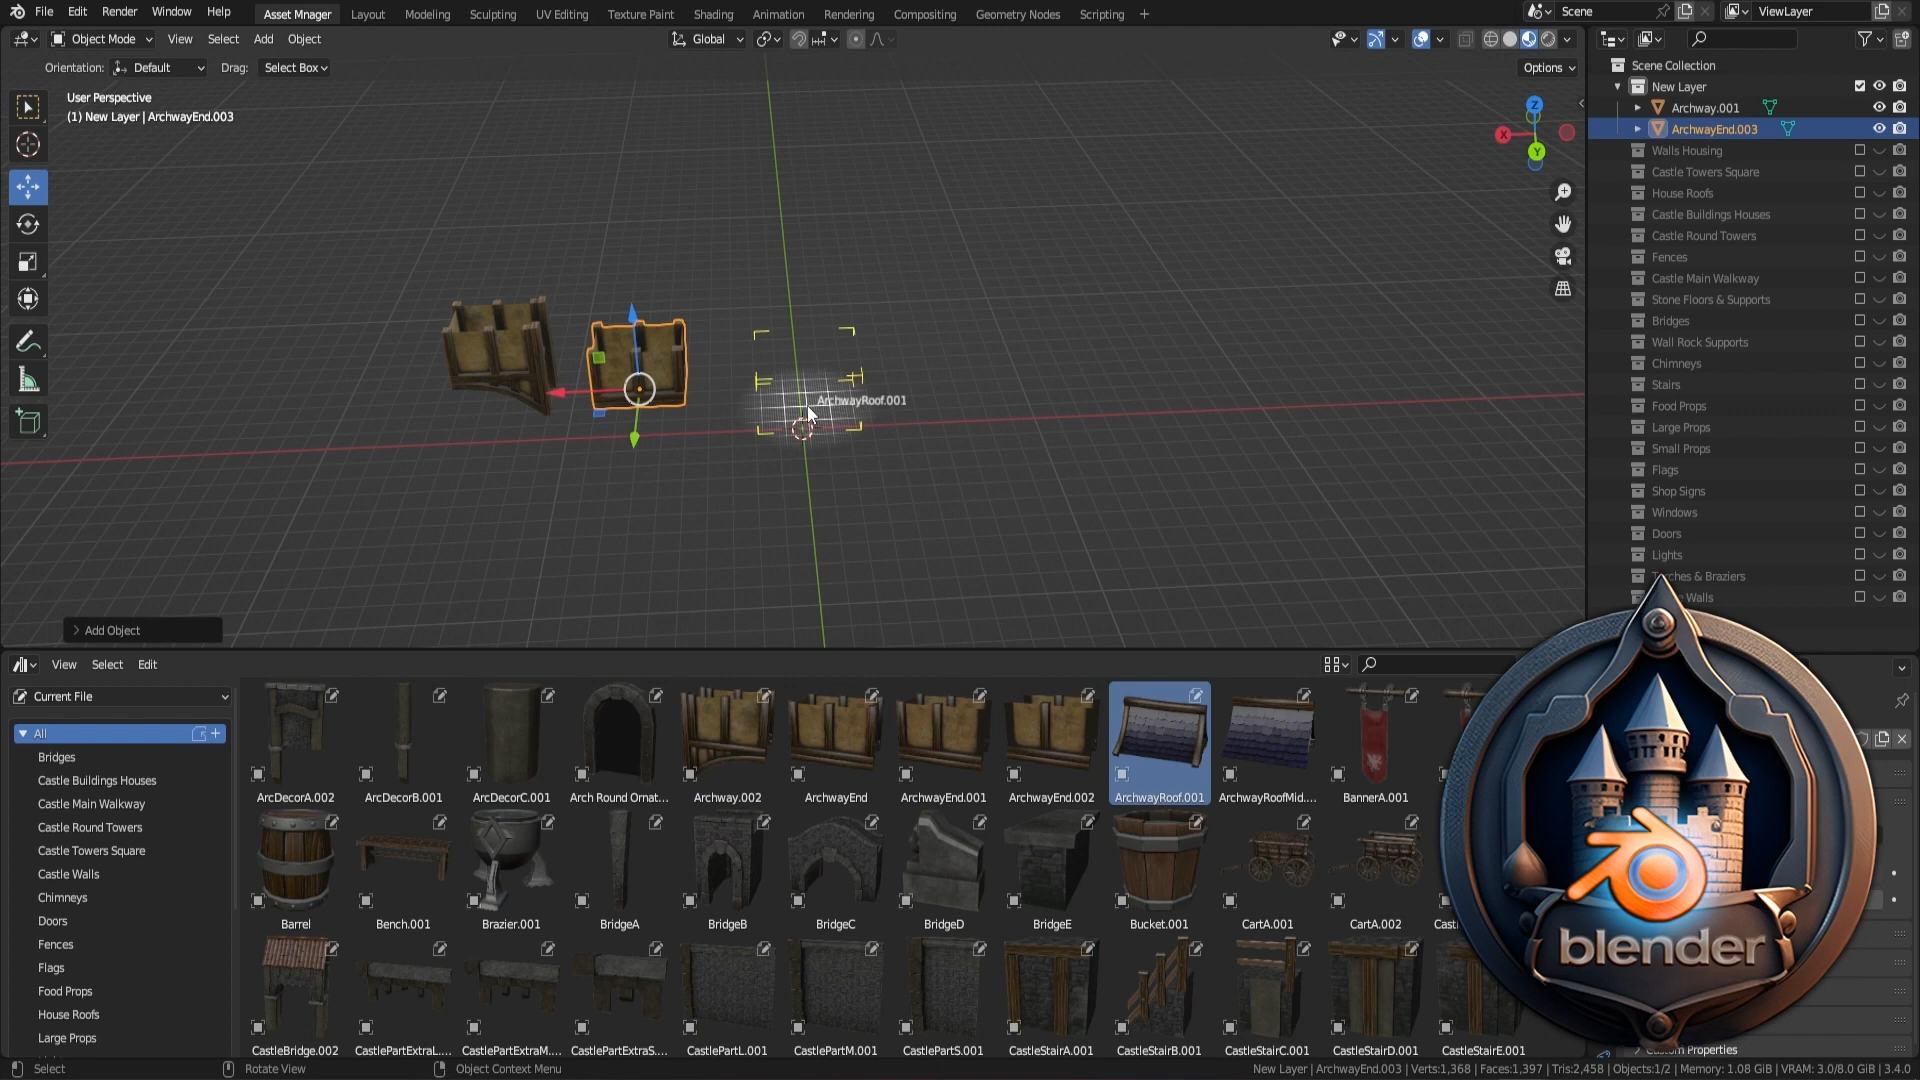 File Edit Render Window Help Asset Mnager Layout Modeling Sculpting UV Editing Texture Paint Shading Animation Rendering Compositing Geometry Nodes Scripting + Scene ViewLayer
Object Mode View Select Add Object Global
Orientation: Default Drag: Select Box Options
User Perspective
(1) New Layer | ArchwayEnd.003
Z
X
Y
ArchwayRoof.001
Add Object
Scene Collection
New Layer
Archway.001
ArchwayEnd.003
Walls Housing
Castle Towers Square
House Roofs
Castle Buildings Houses
Castle Round Towers
Fences
Castle Main Walkway
Stone Floors & Supports
Bridges
Wall Rock Supports
Chimneys
Stairs
Food Props
Large Props
Small Props
Flags
Shop Signs
Windows
Doors
Lights
& Braziers
Walls
View Select Edit
Current File
All
Bridges
Castle Buildings Houses
Castle Main Walkway
Castle Round Towers
Castle Towers Square
Castle Walls
Chimneys
Doors
Fences
Flags
Food Props
House Roofs
Large Props
ArcDecorA.002 ArcDecorB.001 ArcDecorC.001 Arch Round Ornat... Archway.002 ArchwayEnd ArchwayEnd.001 ArchwayEnd.002 ArchwayRoof.001 ArchwayRoofMid.... BannerA.001
Barrel Bench.001 Brazier.001 BridgeA BridgeB BridgeC BridgeD BridgeE Bucket.001 CartA.001 CartA.002
CastleBridge.002 CastlePartExtraL.... CastlePartExtraM.... CastlePartExtraS.... CastlePartL.001 CastlePartM.001 CastlePartS.001 CastleStairA.001 CastleStairB.001 CastleStairC.001 CastleStairD.001 CastleStairE.001
blender
Custom Properties
Select Rotate View Object Context Menu New Layer | ArchwayEnd.003 | Verts:1,368 | Faces:1,397 | Tris:2,458 | Objects:1/2 | Memory: 1.08 GiB | VRAM: 3.0/8.0 GiB | 3.4.0